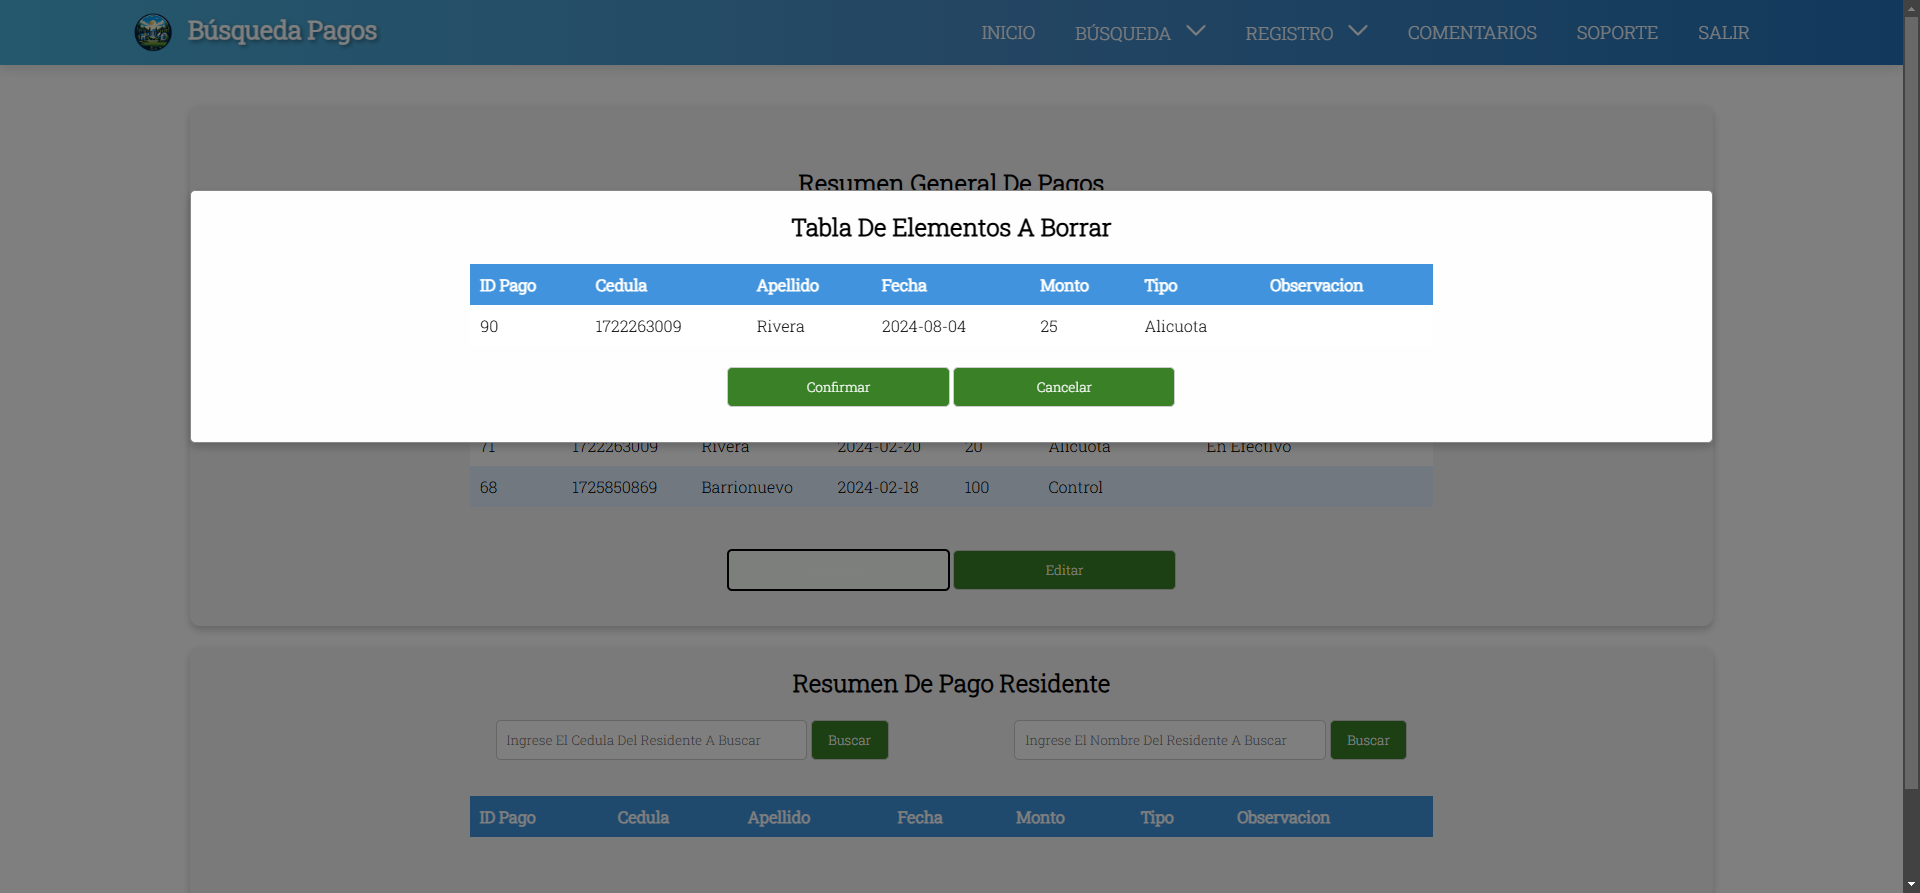 Búsqueda Pagos
INICIO BÚSQUEDA REGISTRO COMENTARIOS SOPORTE SALIR
Resumen General De Pagos
Tabla De Elementos A Borrar
ID Pago Cedula Apellido Fecha Monto Tipo Observacion
90 1722263009 Rivera 2024-08-04 25 Alicuota
Confirmar Cancelar
71 1722263009 Rivera 2024-02-20 20 Alicuota En Efectivo
68 1725850869 Barrionuevo 2024-02-18 100 Control
Editar
Resumen De Pago Residente
Ingrese El Cedula Del Residente A Buscar Buscar Ingrese El Nombre Del Residente A Buscar Buscar
ID Pago Cedula Apellido Fecha Monto Tipo Observacion